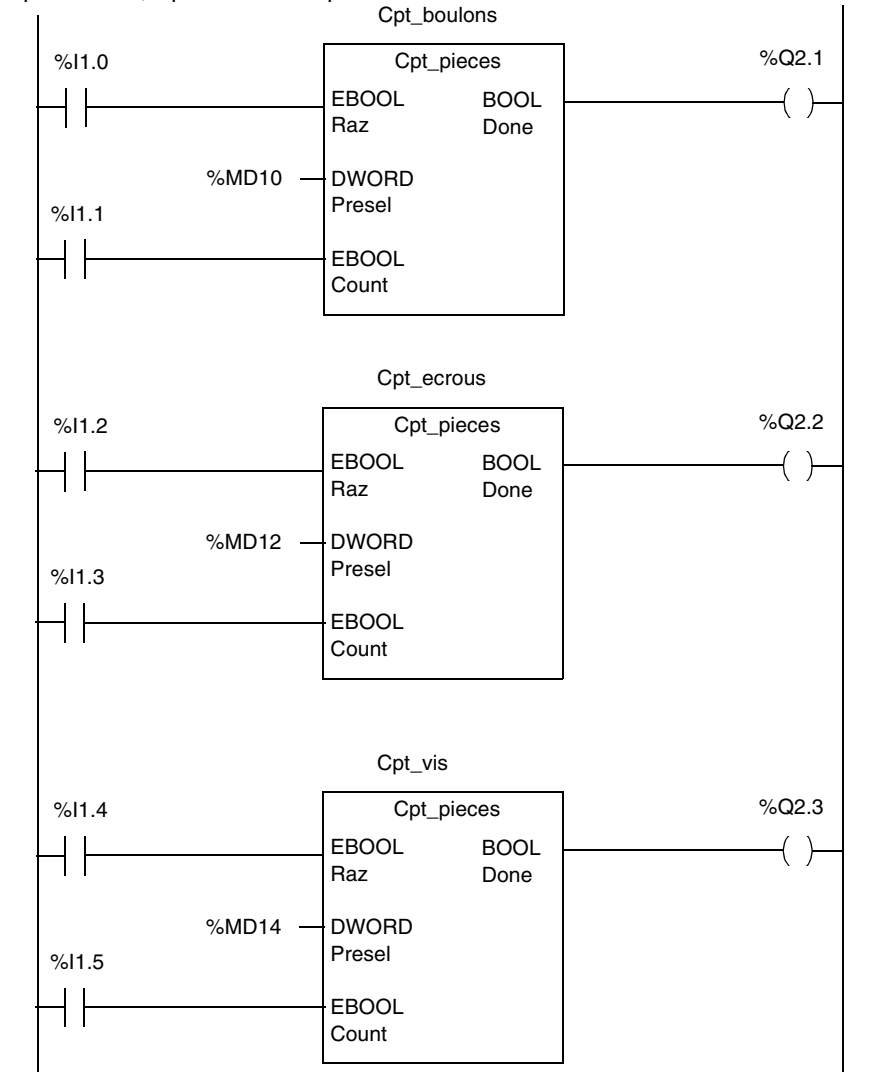 Cpt_boulons
%I1.0
Cpt_pieces
%Q2.1
EBOOL BOOL
Raz Done
%MD10 DWORD
Presel
%I1.1
EBOOL
Count
Cpt_ecrous
%I1.2
Cpt_pieces
%Q2.2
EBOOL BOOL
Raz Done
%MD12 DWORD
Presel
%I1.3
EBOOL
Count
Cpt_vis
%I1.4
Cpt_pieces
%Q2.3
EBOOL BOOL
Raz Done
%MD14 DWORD
Presel
%I1.5
EBOOL
Count